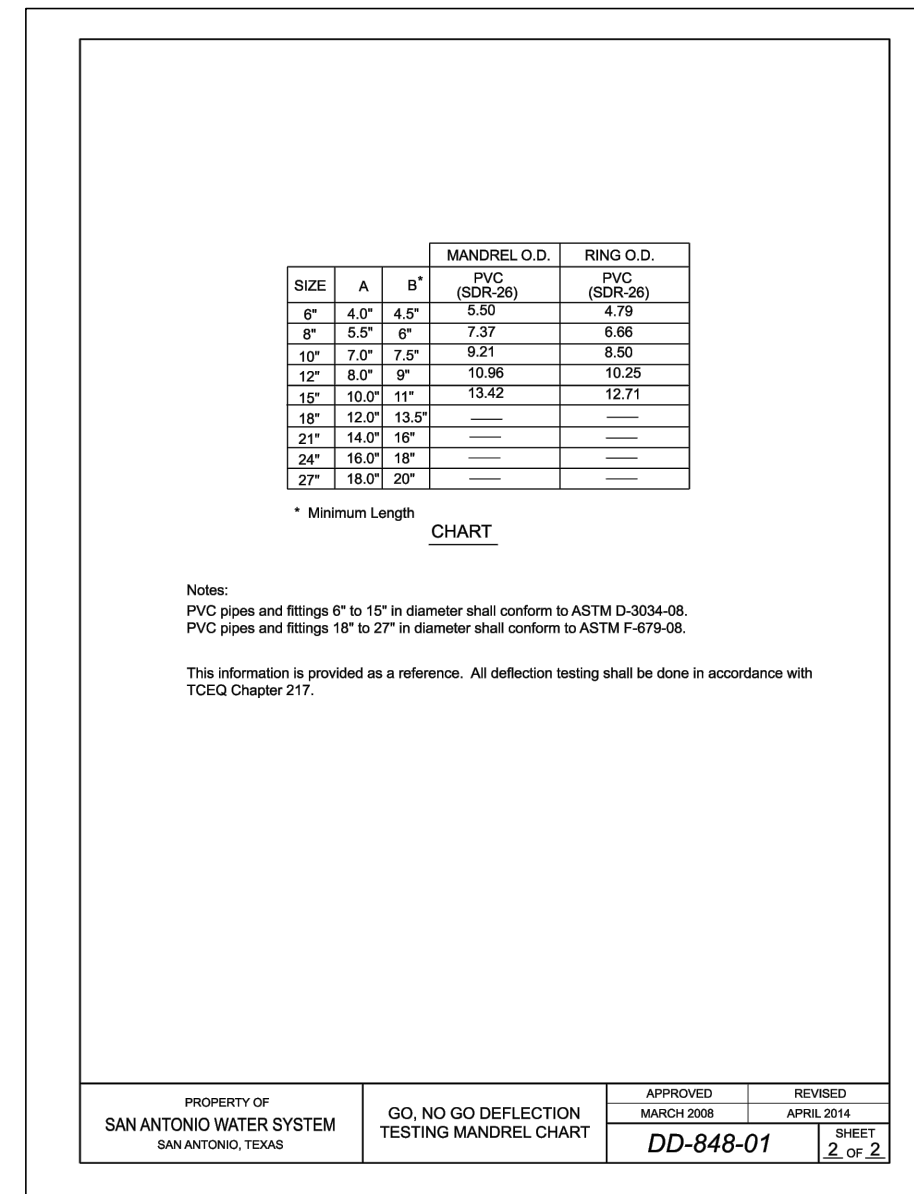 MANDREL O.D. RING O.D.
SIZE A B* PVC (SDR-26) PVC (SDR-26)
6" 4.0" 4.5" 5.50 4.79
8" 5.5" 6" 7.37 6.66
10" 7.0" 7.5" 9.21 8.50
12" 8.0" 9" 10.96 10.25
15" 10.0" 11" 13.42 12.71
18" 12.0" 13.5" —— ——
21" 14.0" 16" —— ——
24" 16.0" 18" —— ——
27" 18.0" 20" —— ——
* Minimum Length
CHART
Notes:
PVC pipes and fittings 6" to 15" in diameter shall conform to ASTM D-3034-08.
PVC pipes and fittings 18" to 27" in diameter shall conform to ASTM F-679-08.
This information is provided as a reference. All deflection testing shall be done in accordance with
TCEQ Chapter 217.
PROPERTY OF
SAN ANTONIO WATER SYSTEM
SAN ANTONIO, TEXAS
GO, NO GO DEFLECTION
TESTING MANDREL CHART
APPROVED REVISED
MARCH 2008 APRIL 2014
DD-848-01
SHEET
2 OF 2